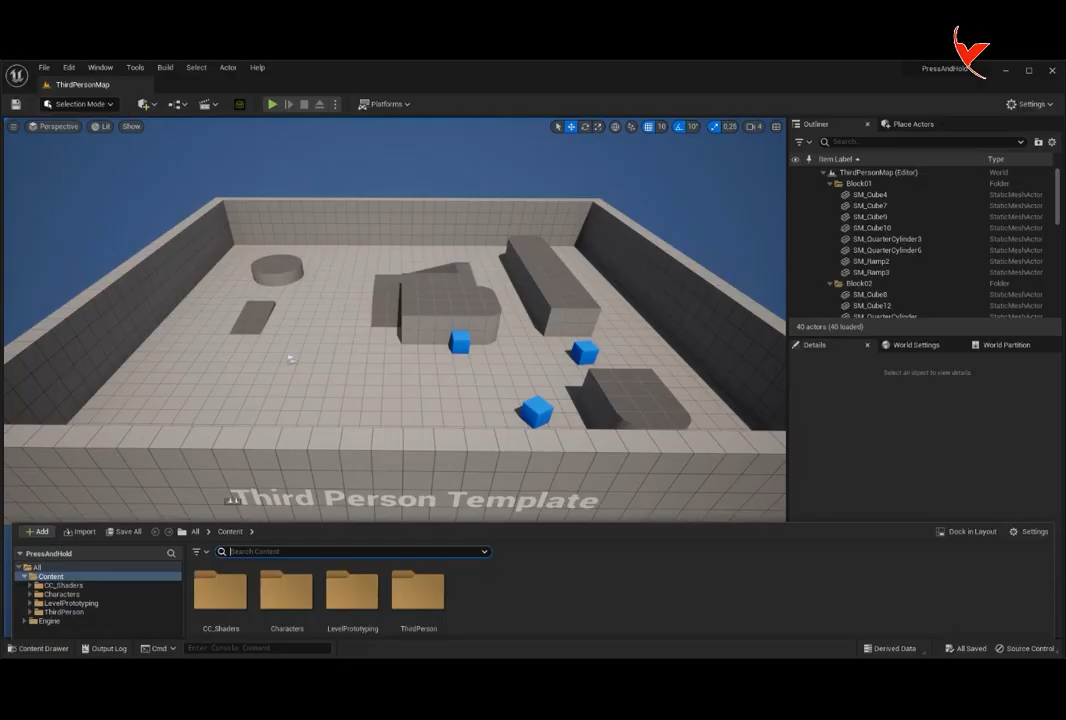 File Edit Window Tools Build Select Actor Help
PressAndHold
ThirdPersonMap
Selection Mode
Platforms
Settings
Perspective Lit Show
10 10° 0,25 4
Outliner Place Actors
Search...
Item Label Type
ThirdPersonMap (Editor) World
Block01 Folder
SM_Cube4 StaticMeshActor
SM_Cube7 StaticMeshActor
SM_Cube9 StaticMeshActor
SM_Cube10 StaticMeshActor
SM_QuarterCylinder3 StaticMeshActor
SM_QuarterCylinder6 StaticMeshActor
SM_Ramp2 StaticMeshActor
SM_Ramp3 StaticMeshActor
Block02 Folder
SM_Cube8 StaticMeshActor
SM_Cube12 StaticMeshActor
SM_QuarterCylinder StaticMeshActor
40 actors (40 loaded)
Details World Settings World Partition
Select an object to view details.
Third Person Template
Add Import Save All All Content Dock in Layout Settings
PressAndHold
Search Content
All
Content
CC_Shaders
Characters
LevelPrototyping
ThirdPerson
Engine
CC_Shaders Characters LevelPrototyping ThirdPerson
Content Drawer Output Log Cmd Enter Console Command Derived Data All Saved Source Control